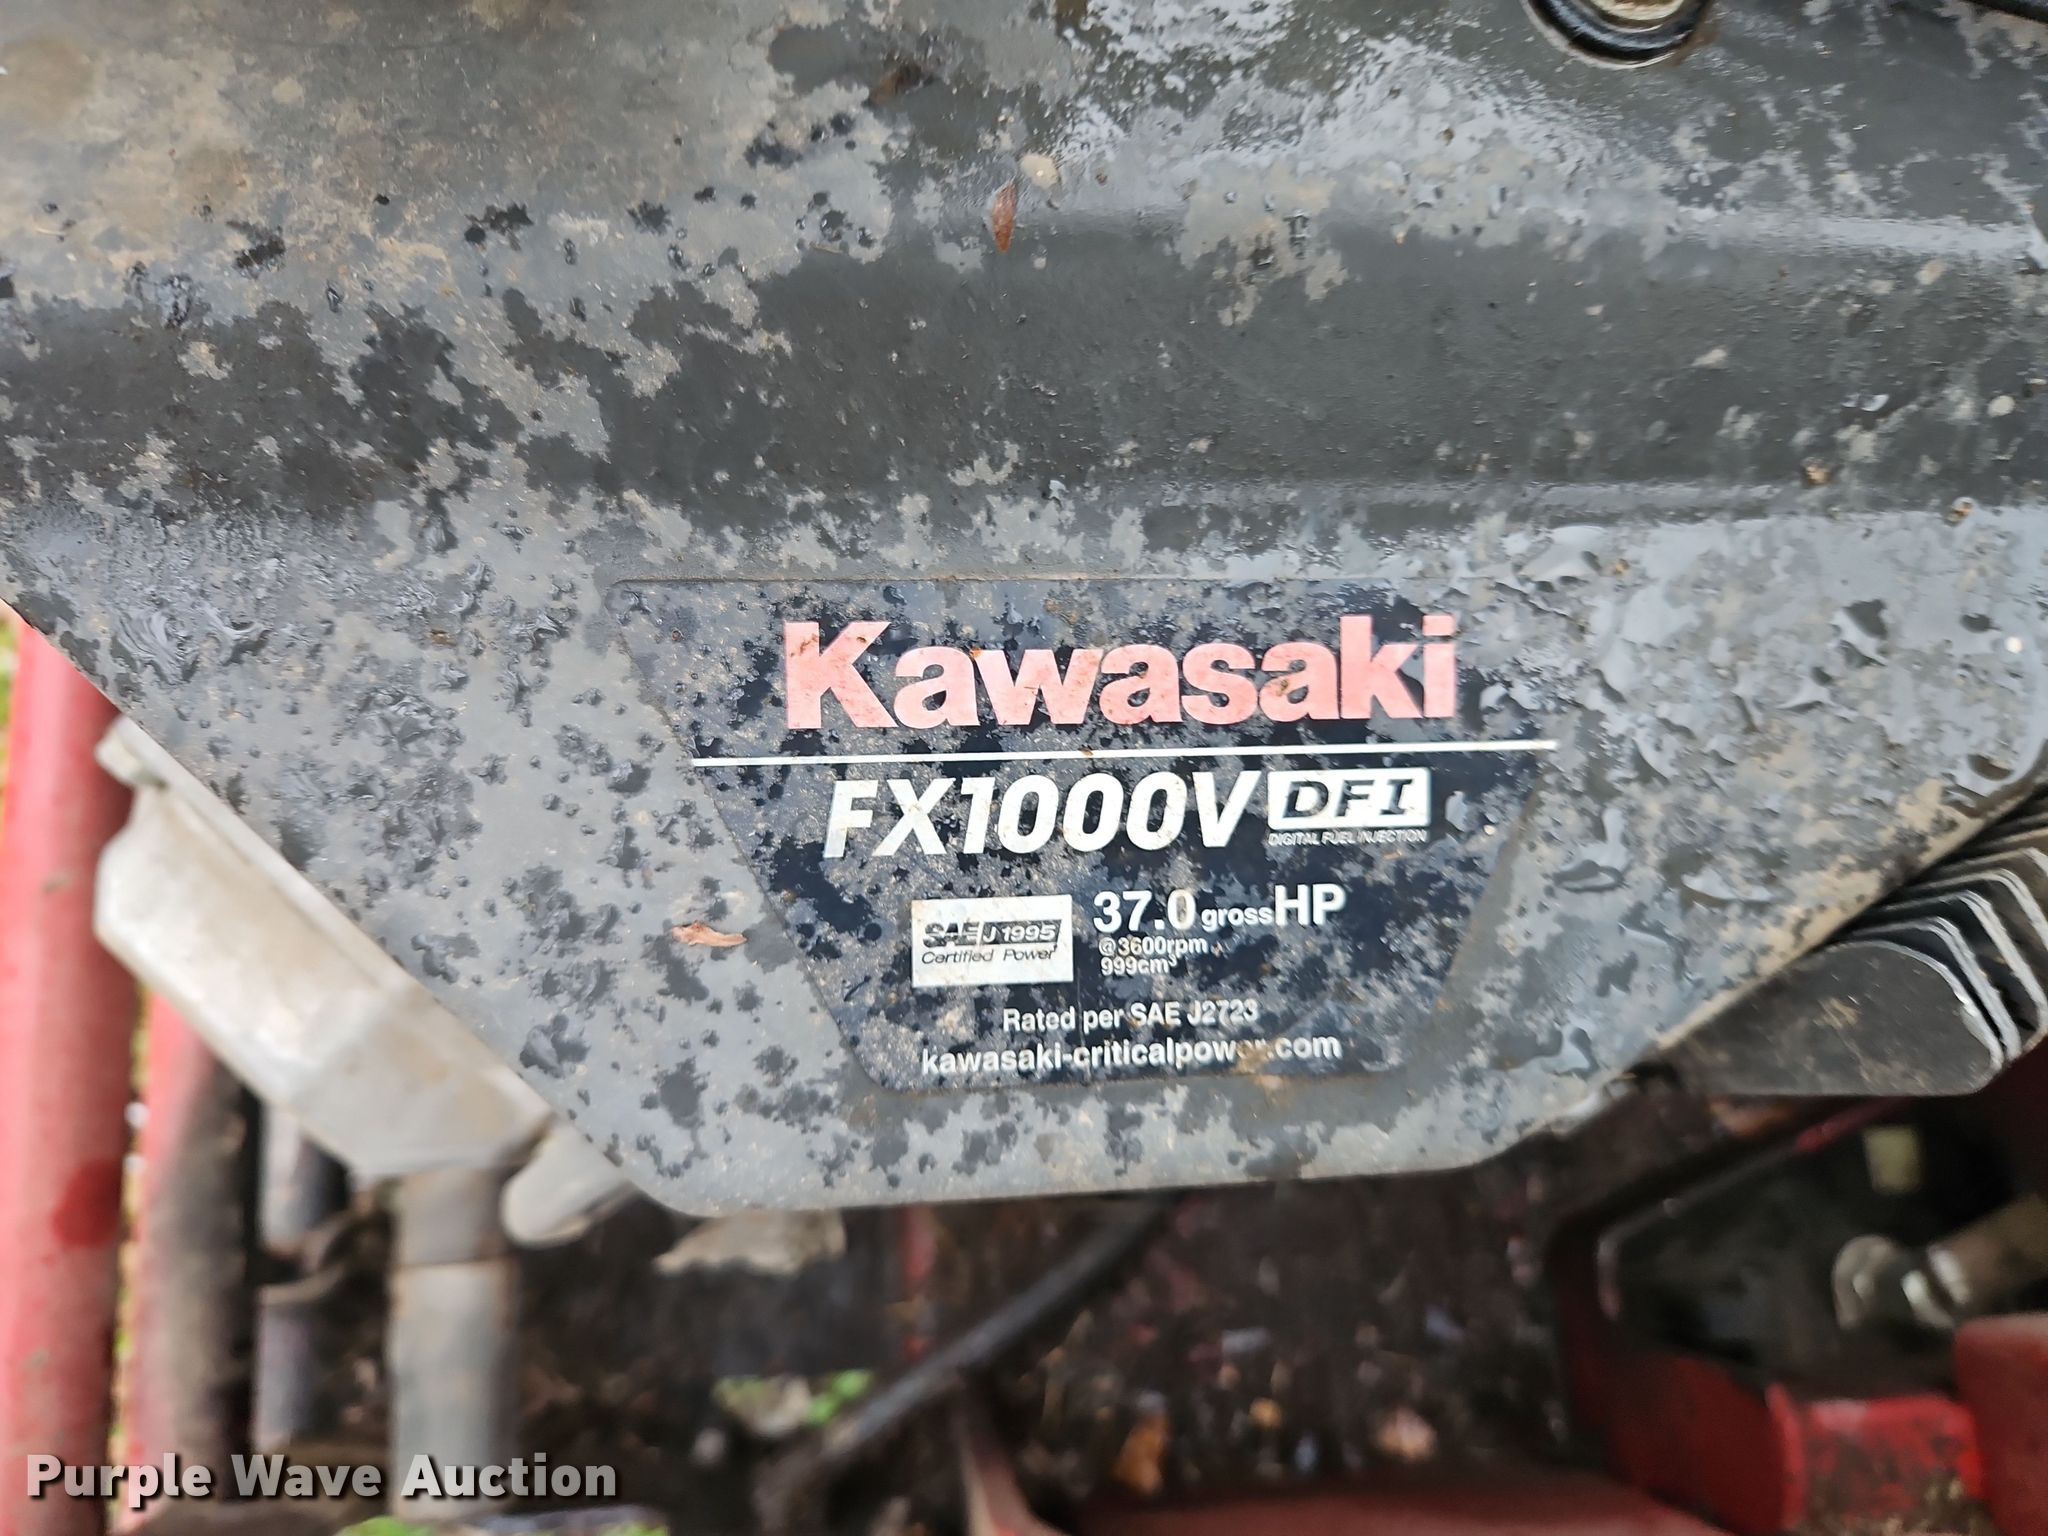 Kawasaki
FX1000V DFI
DIGITAL FUEL INJECTION
SAE J1995
Certified Power
37.0 gross HP
@3600rpm
999cm³
Rated per SAE J2723
kawasaki-criticalpower.com
Purple Wave Auction